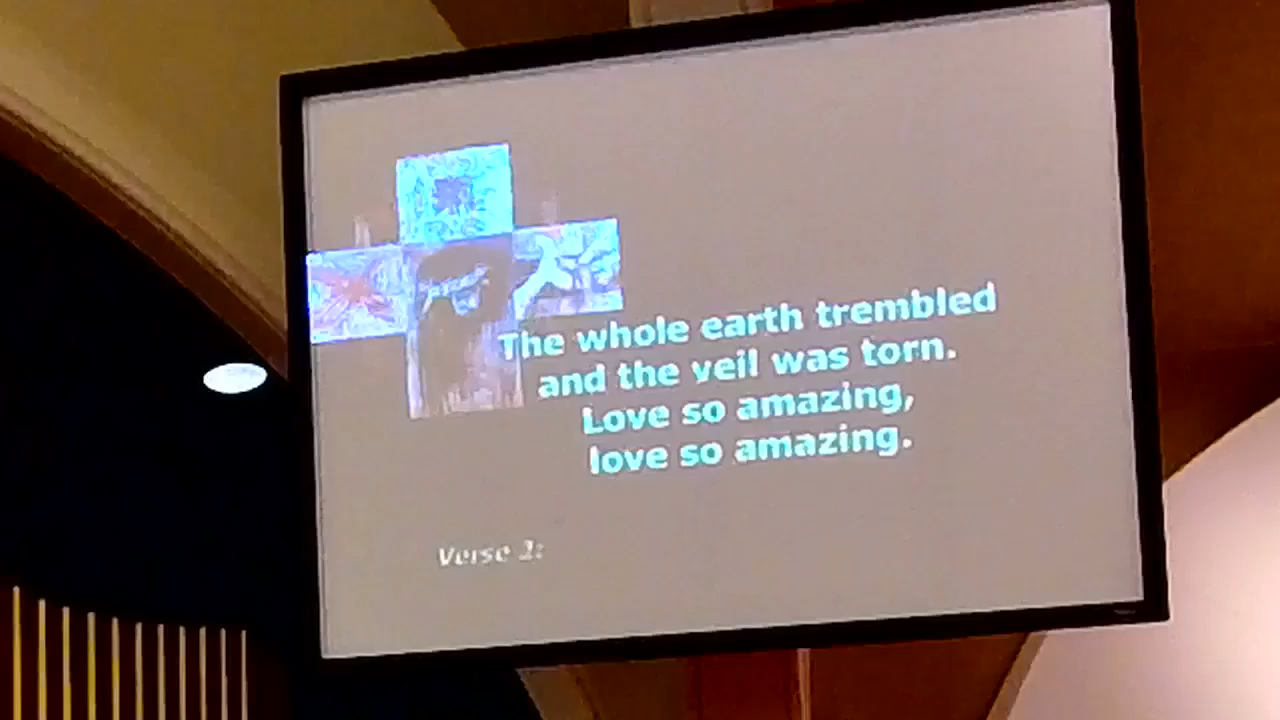 The whole earth trembled
and the veil was torn.
Love so amazing,
love so amazing.
Verse 2: